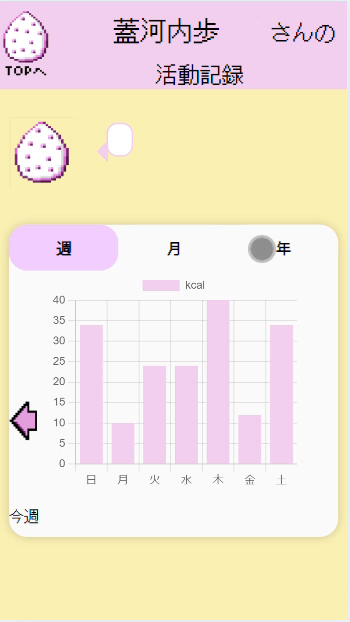 蓋河内歩 さんの
TOPへ
活動記録
週 月 年
kcal
40
35
30
25
20
15
10
5
0
日 月 火 水 木 金 土
今週